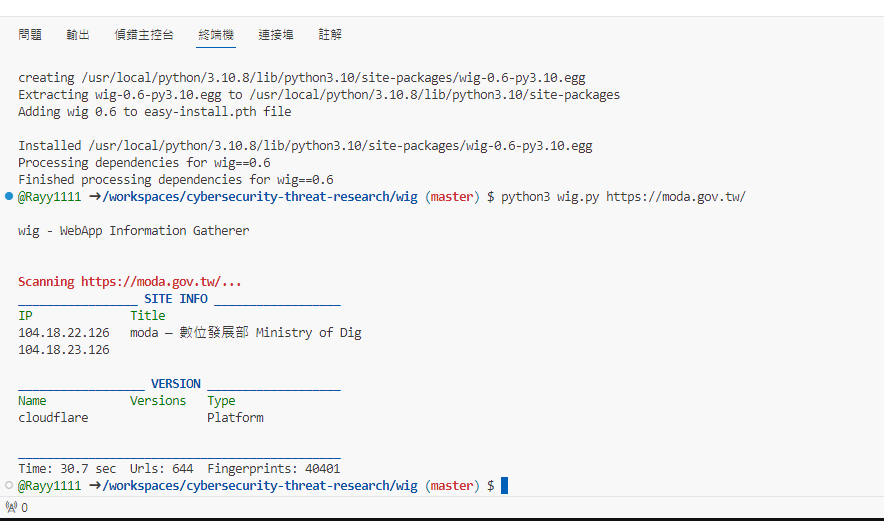 問題 輸出 偵錯主控台 終端機 連接埠 註解
creating /usr/local/python/3.10.8/lib/python3.10/site-packages/wig-0.6-py3.10.egg
Extracting wig-0.6-py3.10.egg to /usr/local/python/3.10.8/lib/python3.10/site-packages
Adding wig 0.6 to easy-install.pth file
Installed /usr/local/python/3.10.8/lib/python3.10/site-packages/wig-0.6-py3.10.egg
Processing dependencies for wig==0.6
Finished processing dependencies for wig==0.6
@Rayy1111 ➜/workspaces/cybersecurity-threat-research/wig (master) $ python3 wig.py https://moda.gov.tw/
wig - WebApp Information Gatherer
Scanning https://moda.gov.tw/...
_________________ SITE INFO __________________
IP Title
104.18.22.126 moda — 數位發展部 Ministry of Dig
104.18.23.126
__________________ VERSION ___________________
Name Versions Type
cloudflare Platform
______________________________________________
Time: 30.7 sec Urls: 644 Fingerprints: 40401
@Rayy1111 ➜/workspaces/cybersecurity-threat-research/wig (master) $
0